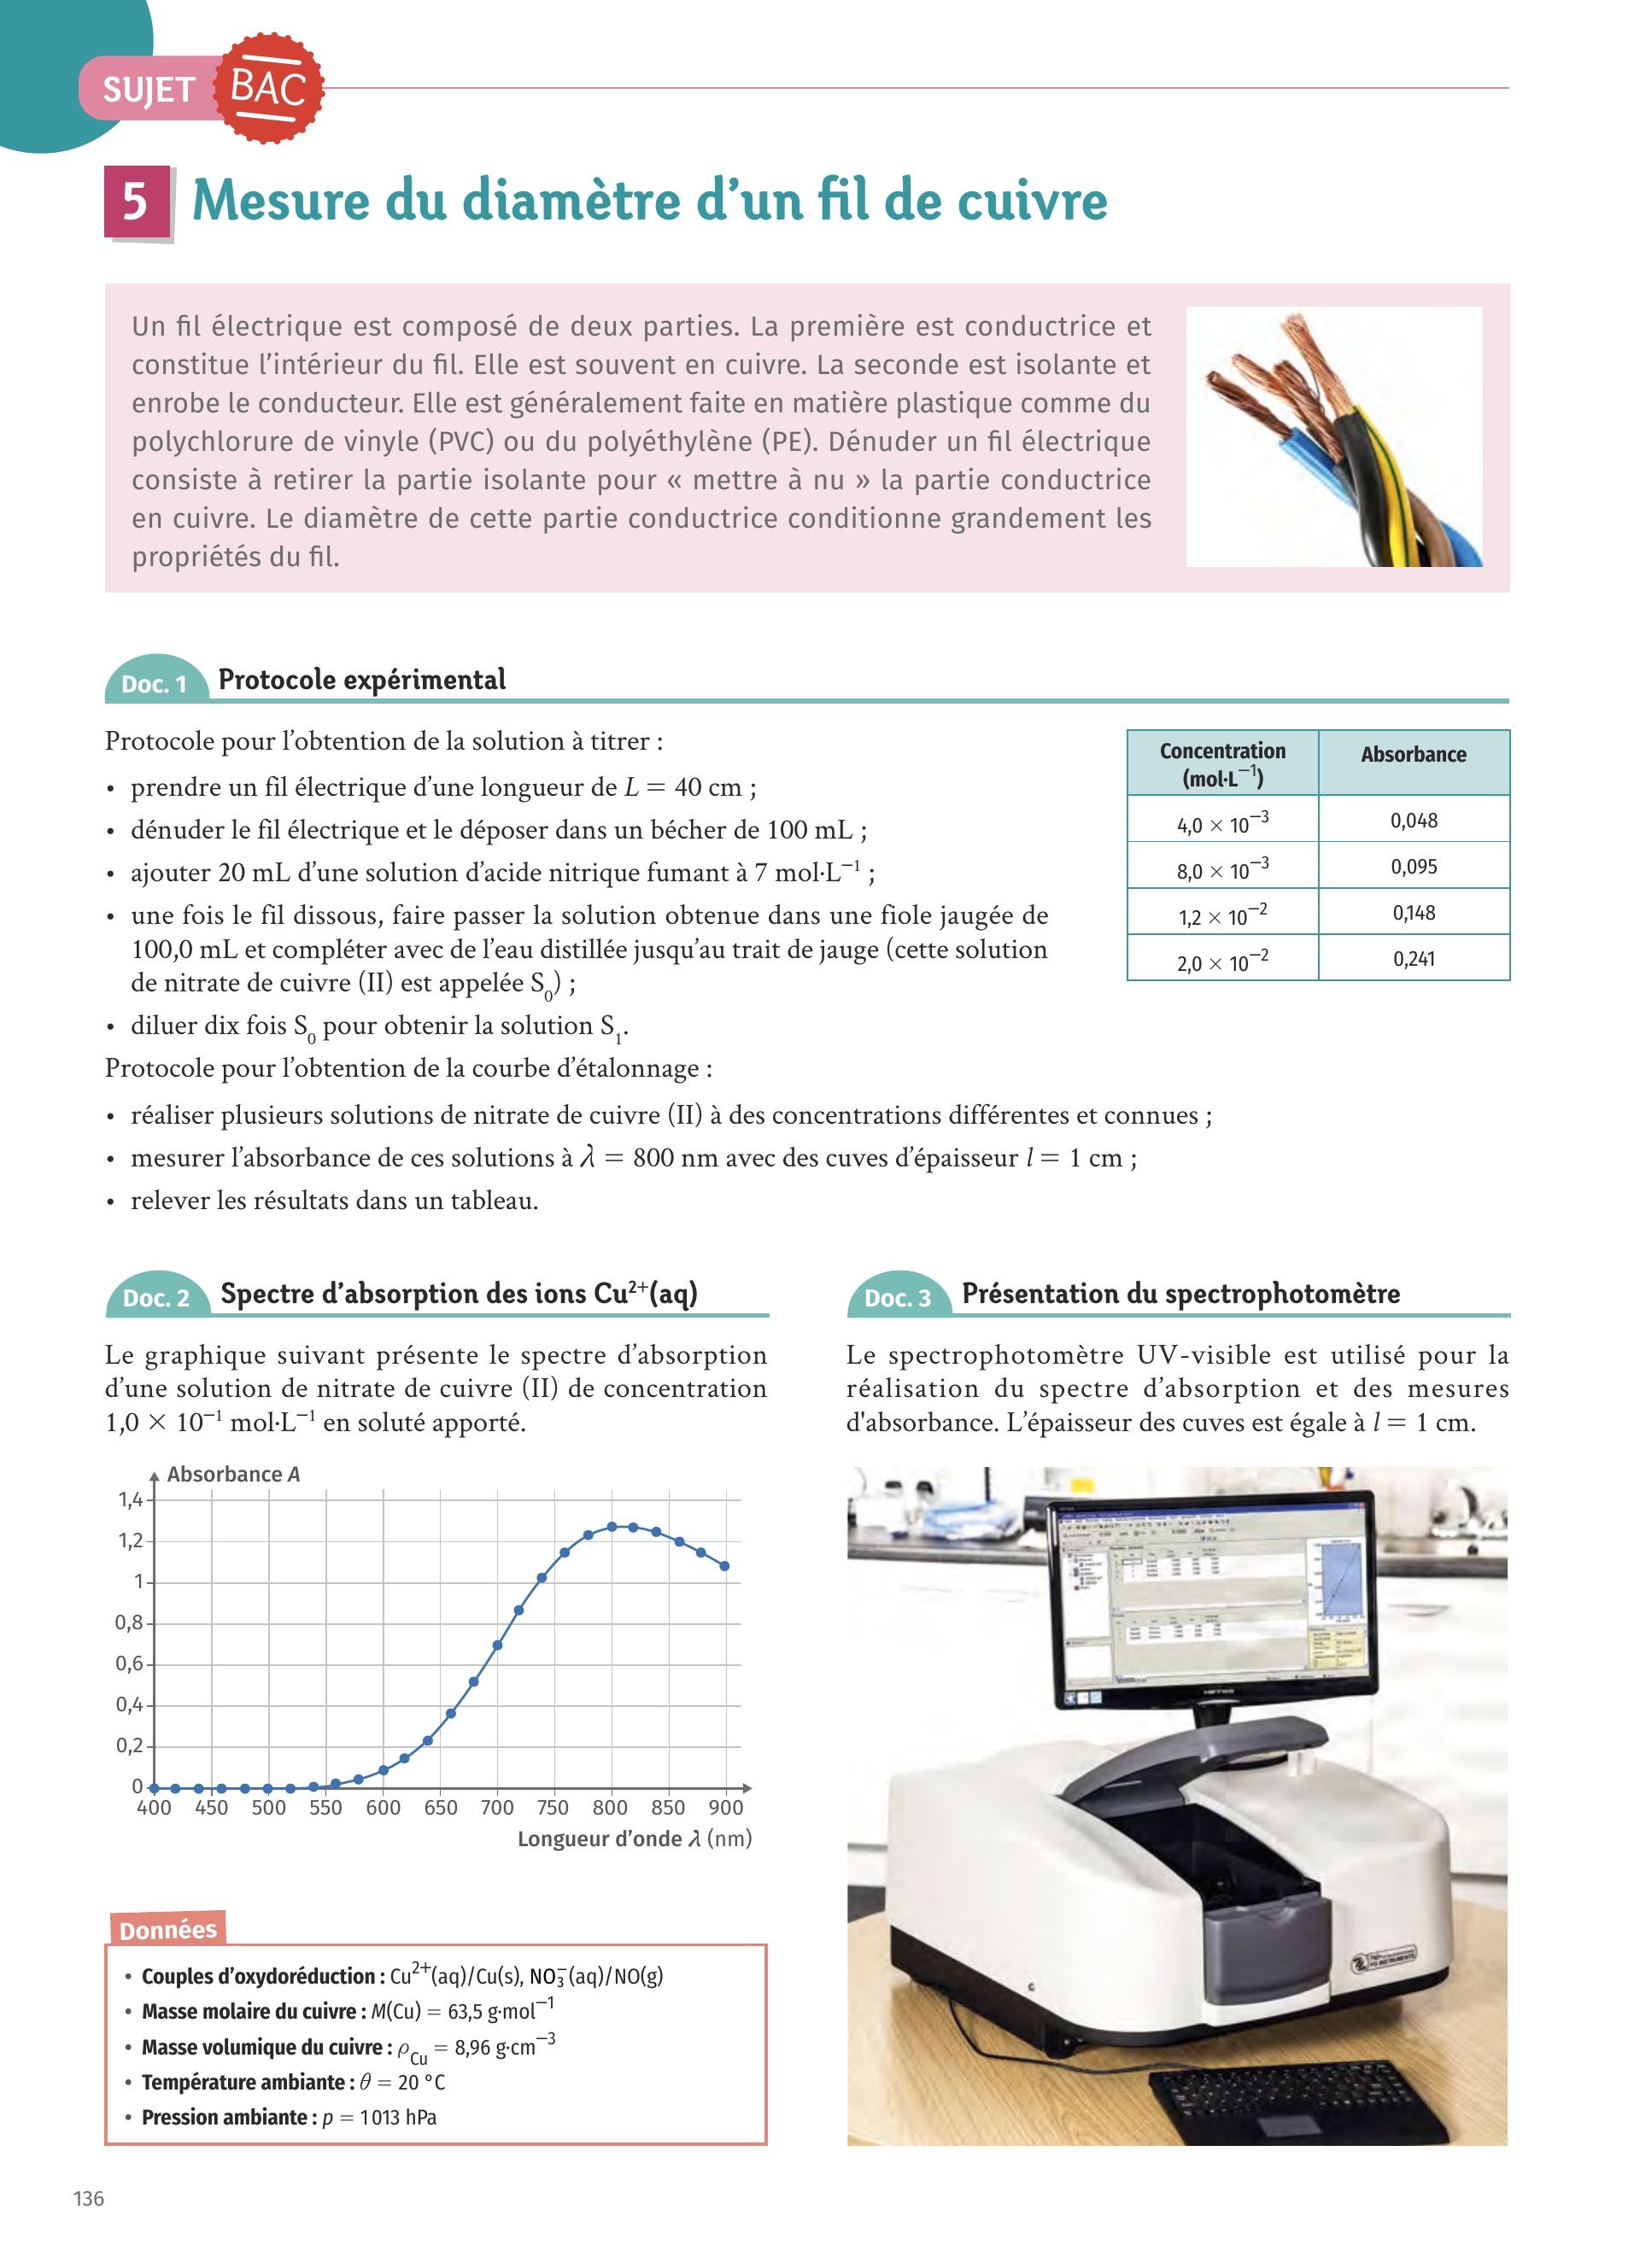 SUJET BAC
5 Mesure du diamètre d’un fil de cuivre
Un fil électrique est composé de deux parties. La première est conductrice et
constitue l’intérieur du fil. Elle est souvent en cuivre. La seconde est isolante et
enrobe le conducteur. Elle est généralement faite en matière plastique comme du
polychlorure de vinyle (PVC) ou du polyéthylène (PE). Dénuder un fil électrique
consiste à retirer la partie isolante pour « mettre à nu » la partie conductrice
en cuivre. Le diamètre de cette partie conductrice conditionne grandement les
propriétés du fil.
Doc. 1 Protocole expérimental
Protocole pour l’obtention de la solution à titrer :
• prendre un fil électrique d’une longueur de L = 40 cm ;
• dénuder le fil électrique et le déposer dans un bécher de 100 mL ;
• ajouter 20 mL d’une solution d’acide nitrique fumant à 7 mol·L⁻¹ ;
• une fois le fil dissous, faire passer la solution obtenue dans une fiole jaugée de
100,0 mL et compléter avec de l’eau distillée jusqu’au trait de jauge (cette solution
de nitrate de cuivre (II) est appelée S₀) ;
• diluer dix fois S₀ pour obtenir la solution S₁.
Concentration Absorbance
(mol·L⁻¹)
4,0 × 10⁻³ 0,048
8,0 × 10⁻³ 0,095
1,2 × 10⁻² 0,148
2,0 × 10⁻² 0,241
Protocole pour l’obtention de la courbe d’étalonnage :
• réaliser plusieurs solutions de nitrate de cuivre (II) à des concentrations différentes et connues ;
• mesurer l’absorbance de ces solutions à λ = 800 nm avec des cuves d’épaisseur l = 1 cm ;
• relever les résultats dans un tableau.
Doc. 2 Spectre d’absorption des ions Cu²⁺(aq)
Le graphique suivant présente le spectre d’absorption
d’une solution de nitrate de cuivre (II) de concentration
1,0 × 10⁻¹ mol·L⁻¹ en soluté apporté.
Absorbance A
1,4
1,2
1
0,8
0,6
0,4
0,2
0
400 450 500 550 600 650 700 750 800 850 900
Longueur d’onde λ (nm)
Données
• Couples d’oxydoréduction : Cu²⁺(aq)/Cu(s), NO₃⁻(aq)/NO(g)
• Masse molaire du cuivre : M(Cu) = 63,5 g·mol⁻¹
• Masse volumique du cuivre : ρCu = 8,96 g·cm⁻³
• Température ambiante : θ = 20 °C
• Pression ambiante : p = 1 013 hPa
Doc. 3 Présentation du spectrophotomètre
Le spectrophotomètre UV-visible est utilisé pour la
réalisation du spectre d’absorption et des mesures
d'absorbance. L’épaisseur des cuves est égale à l = 1 cm.
136